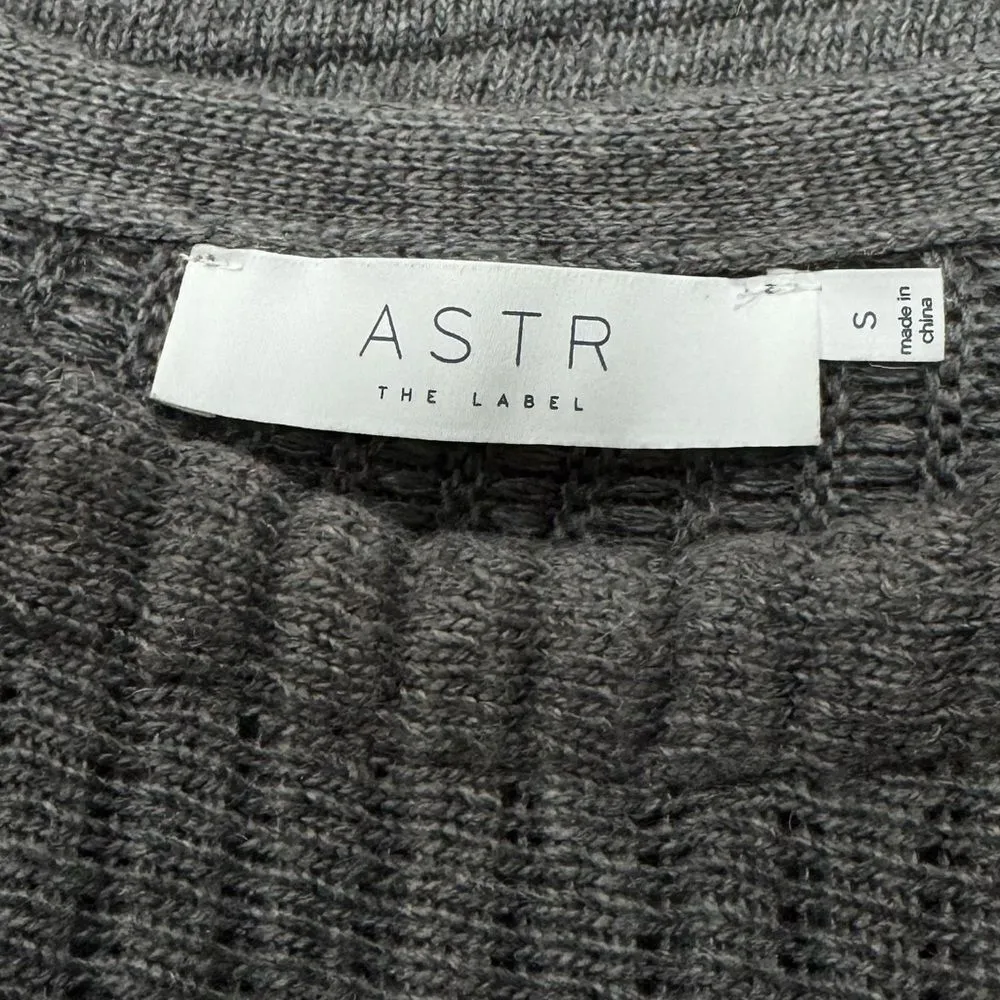 ASTR
THE LABEL
S
made in
china